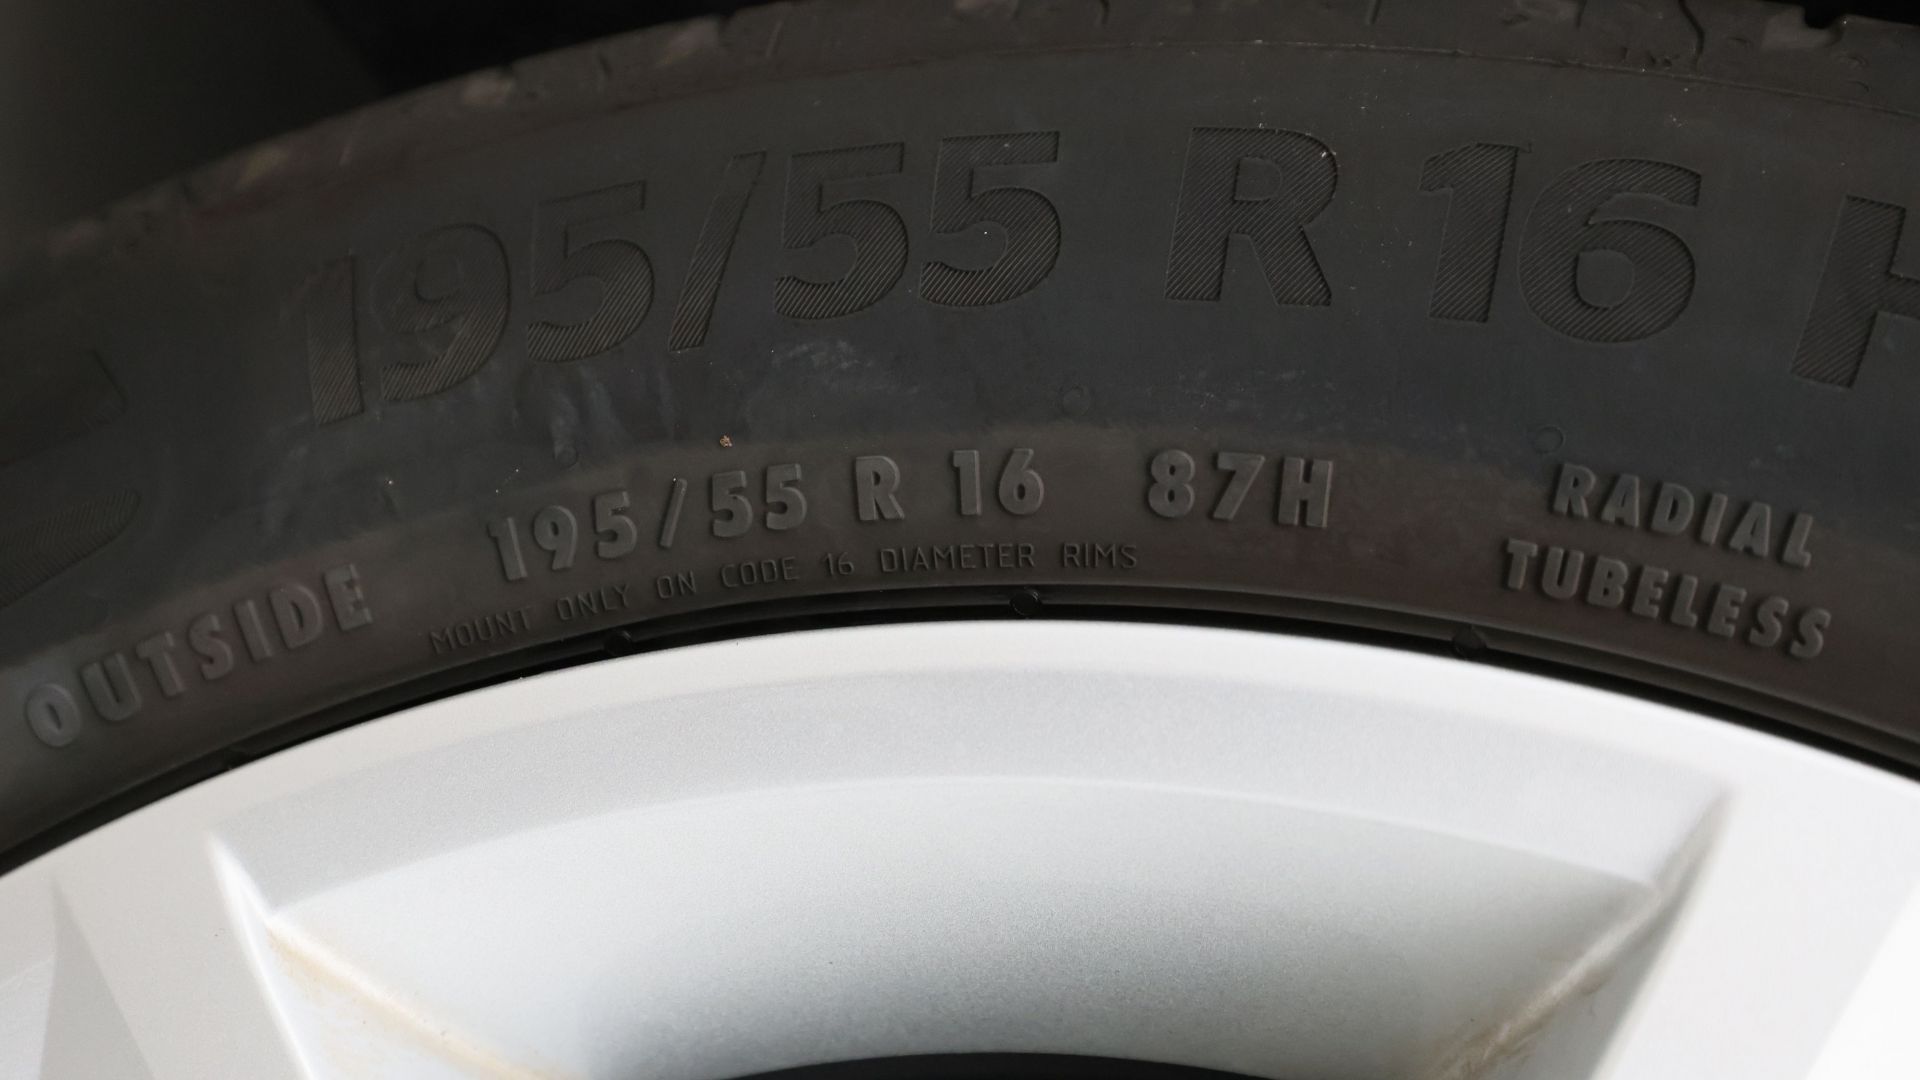 195/55 R 16 H
OUTSIDE
195/55 R 16 87H
MOUNT ONLY ON CODE 16 DIAMETER RIMS
RADIAL
TUBELESS